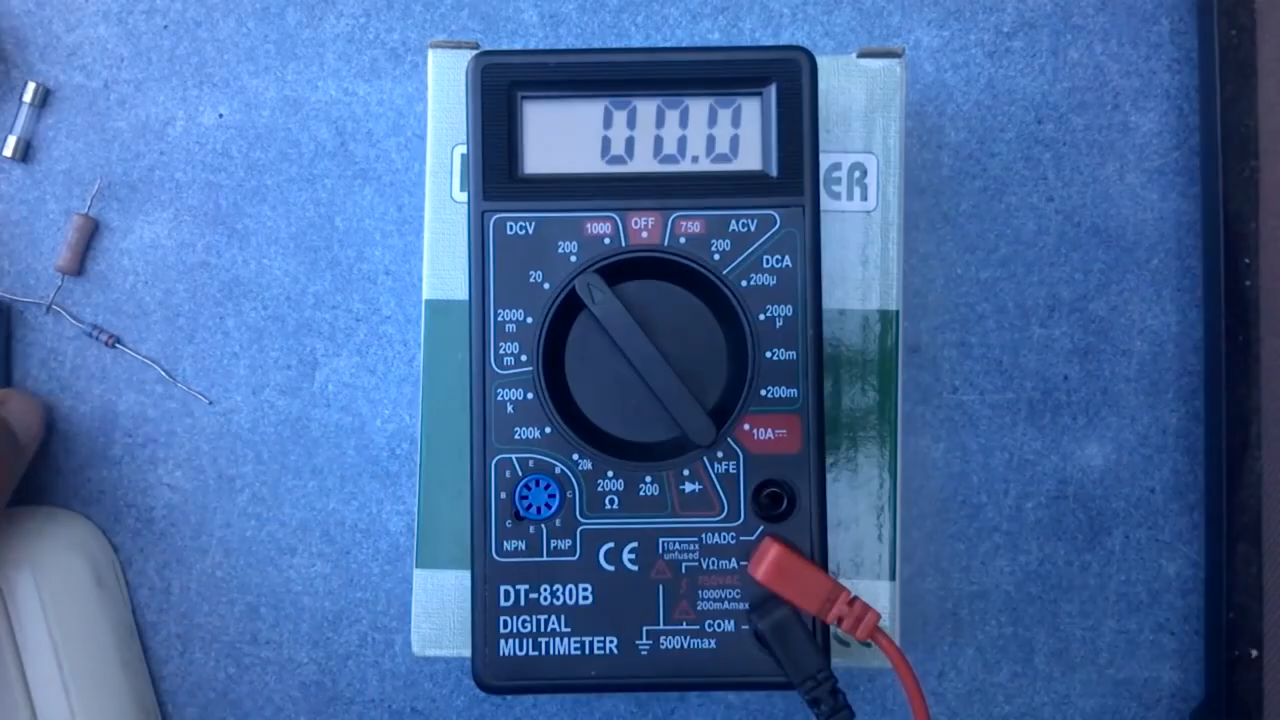 00.0
ER
DCV
1000
OFF
750
ACV
200
200
DCA
20
200µ
2000
m
2000
µ
200
m
20m
2000
k
200m
200k
10A
20k
2000
Ω
200
hFE
E
E
B
B
C
C
E
E
NPN
PNP
CE
10Amax
unfused
10ADC
VΩmA
750VAC
1000VDC
200mAmax
COM
500Vmax
DT-830B
DIGITAL
MULTIMETER